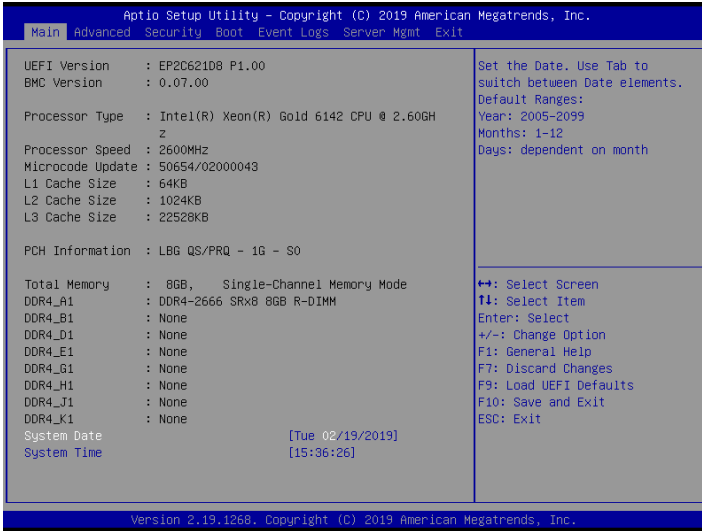 Aptio Setup Utility – Copyright (C) 2019 American Megatrends, Inc.
Main Advanced Security Boot Event Logs Server Mgmt Exit
UEFI Version : EP2C621D8 P1.00
BMC Version : 0.07.00
Processor Type : Intel(R) Xeon(R) Gold 6142 CPU @ 2.60GH
z
Processor Speed : 2600MHz
Microcode Update : 50654/02000043
L1 Cache Size : 64KB
L2 Cache Size : 1024KB
L3 Cache Size : 22528KB
PCH Information : LBG QS/PRQ - 1G - S0
Total Memory : 8GB, Single-Channel Memory Mode
DDR4_A1 : DDR4-2666 SRx8 8GB R-DIMM
DDR4_B1 : None
DDR4_D1 : None
DDR4_E1 : None
DDR4_G1 : None
DDR4_H1 : None
DDR4_J1 : None
DDR4_K1 : None
System Date [Tue 02/19/2019]
System Time [15:36:26]
Set the Date. Use Tab to
switch between Date elements.
Default Ranges:
Year: 2005-2099
Months: 1-12
Days: dependent on month
↔: Select Screen
↑↓: Select Item
Enter: Select
+/-: Change Option
F1: General Help
F7: Discard Changes
F9: Load UEFI Defaults
F10: Save and Exit
ESC: Exit
Version 2.19.1268. Copyright (C) 2019 American Megatrends, Inc.